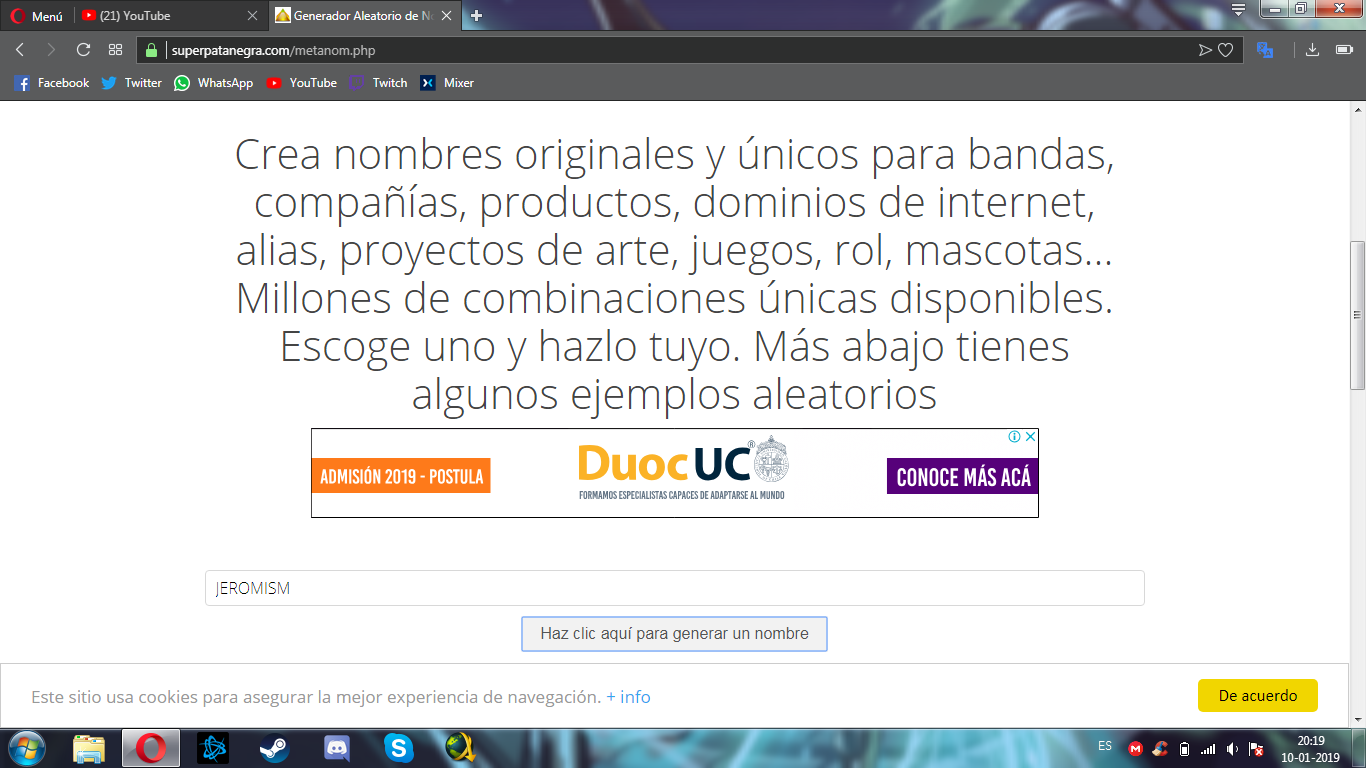 Menú
(21) YouTube
Generador Aleatorio de N
superpatanegra.com/metanom.php
Facebook
Twitter
WhatsApp
YouTube
Twitch
Mixer
Crea nombres originales y únicos para bandas,
compañías, productos, dominios de internet,
alias, proyectos de arte, juegos, rol, mascotas...
Millones de combinaciones únicas disponibles.
Escoge uno y hazlo tuyo. Más abajo tienes
algunos ejemplos aleatorios
ADMISIÓN 2019 - POSTULA
DuocUC®
FORMAMOS ESPECIALISTAS CAPACES DE ADAPTARSE AL MUNDO
CONOCE MÁS ACÁ
JEROMISM
Haz clic aquí para generar un nombre
Este sitio usa cookies para asegurar la mejor experiencia de navegación. + info
De acuerdo
ES
20:19
10-01-2019